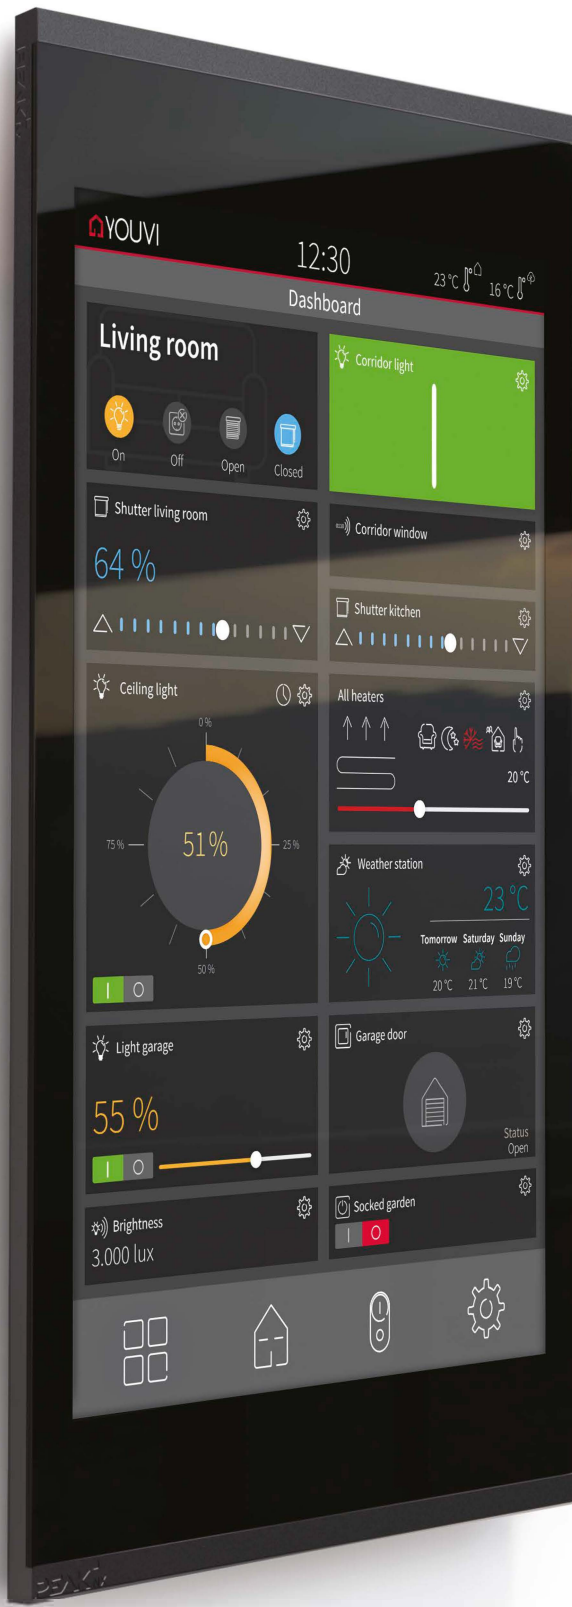 YOUVI
12:30
23 °C 16 °C
Dashboard
Living room
On Off Open Closed
Corridor light
Shutter living room
64 %
Corridor window
Shutter kitchen
Ceiling light
0 %
25 %
50 %
75 %
51%
All heaters
20 °C
Weather station
23 °C
Tomorrow Saturday Sunday
20 °C 21 °C 19 °C
Light garage
55 %
Garage door
Status
Open
Brightness
3.000 lux
Socked garden
PEAK